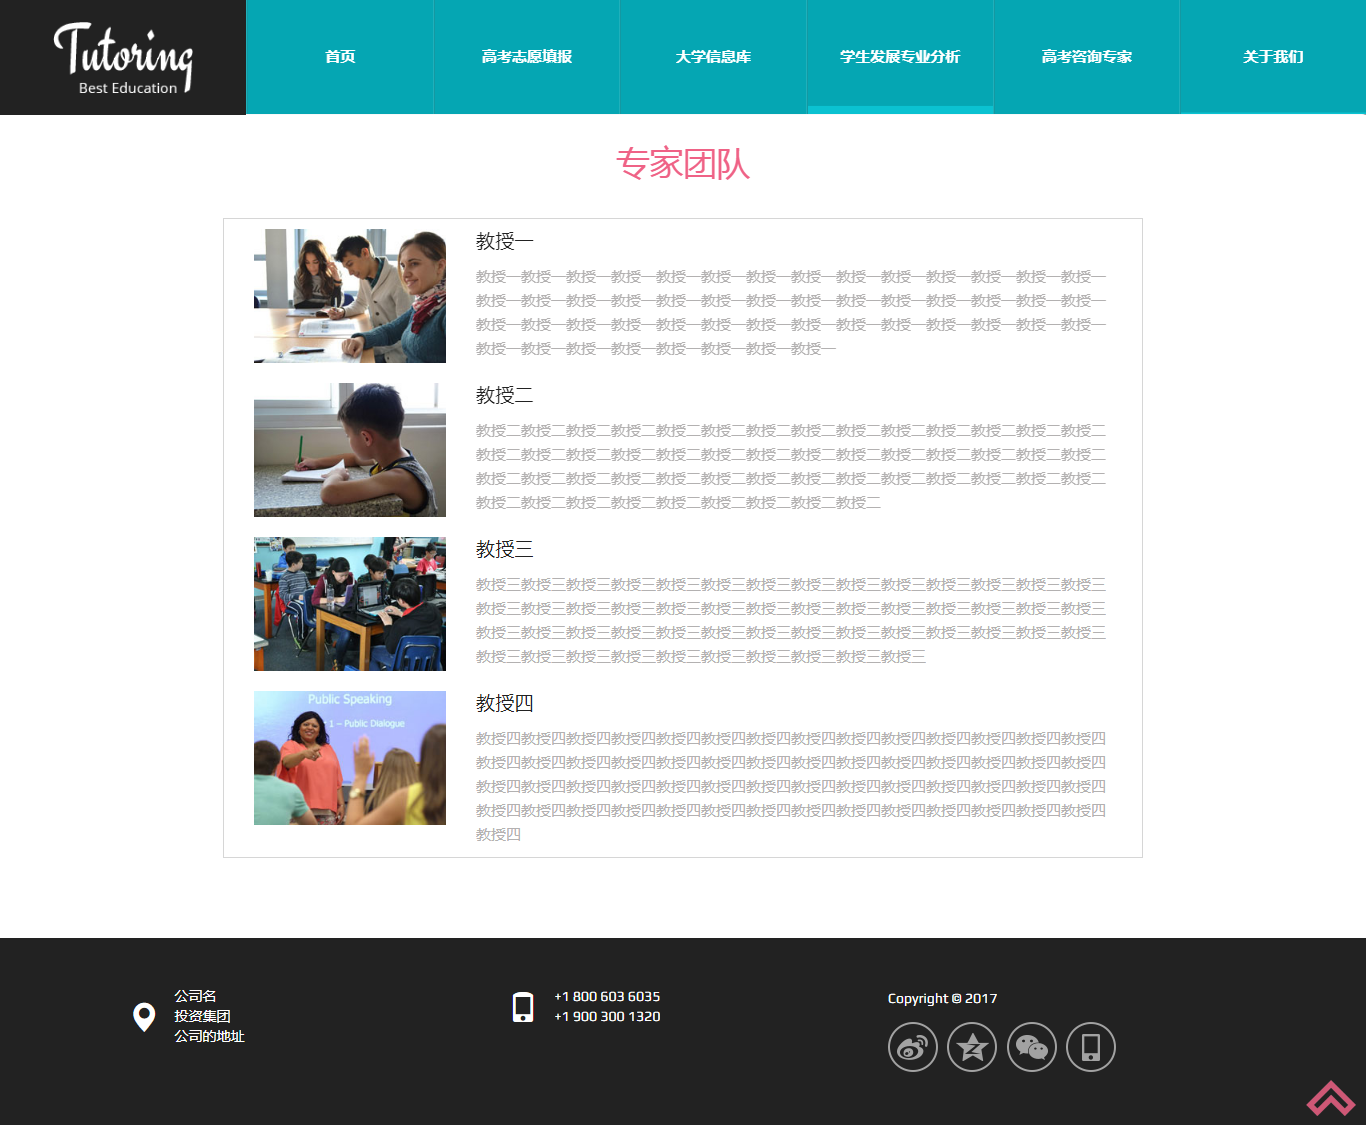 Tutoring
Best Education
首页
高考志愿填报
大学信息库
学生发展专业分析
高考咨询专家
关于我们
专家团队
教授一
教授一教授一教授一教授一教授一教授一教授一教授一教授一教授一教授一教授一教授一教授一
教授一教授一教授一教授一教授一教授一教授一教授一教授一教授一教授一教授一教授一教授一
教授一教授一教授一教授一教授一教授一教授一教授一教授一教授一教授一教授一教授一教授一
教授一教授一教授一教授一教授一教授一教授一教授一
教授二
教授二教授二教授二教授二教授二教授二教授二教授二教授二教授二教授二教授二教授二教授二
教授二教授二教授二教授二教授二教授二教授二教授二教授二教授二教授二教授二教授二教授二
教授二教授二教授二教授二教授二教授二教授二教授二教授二教授二教授二教授二教授二教授二
教授二教授二教授二教授二教授二教授二教授二教授二教授二
教授三
教授三教授三教授三教授三教授三教授三教授三教授三教授三教授三教授三教授三教授三教授三
教授三教授三教授三教授三教授三教授三教授三教授三教授三教授三教授三教授三教授三教授三
教授三教授三教授三教授三教授三教授三教授三教授三教授三教授三教授三教授三教授三教授三
教授三教授三教授三教授三教授三教授三教授三教授三教授三教授三
Public Speaking
1 – Public Dialogue
教授四
教授四教授四教授四教授四教授四教授四教授四教授四教授四教授四教授四教授四教授四教授四
教授四教授四教授四教授四教授四教授四教授四教授四教授四教授四教授四教授四教授四教授四
教授四教授四教授四教授四教授四教授四教授四教授四教授四教授四教授四教授四教授四教授四
教授四教授四教授四教授四教授四教授四教授四教授四教授四教授四教授四教授四教授四教授四
教授四
公司名
投资集团
公司的地址
+1 800 603 6035
+1 900 300 1320
Copyright © 2017